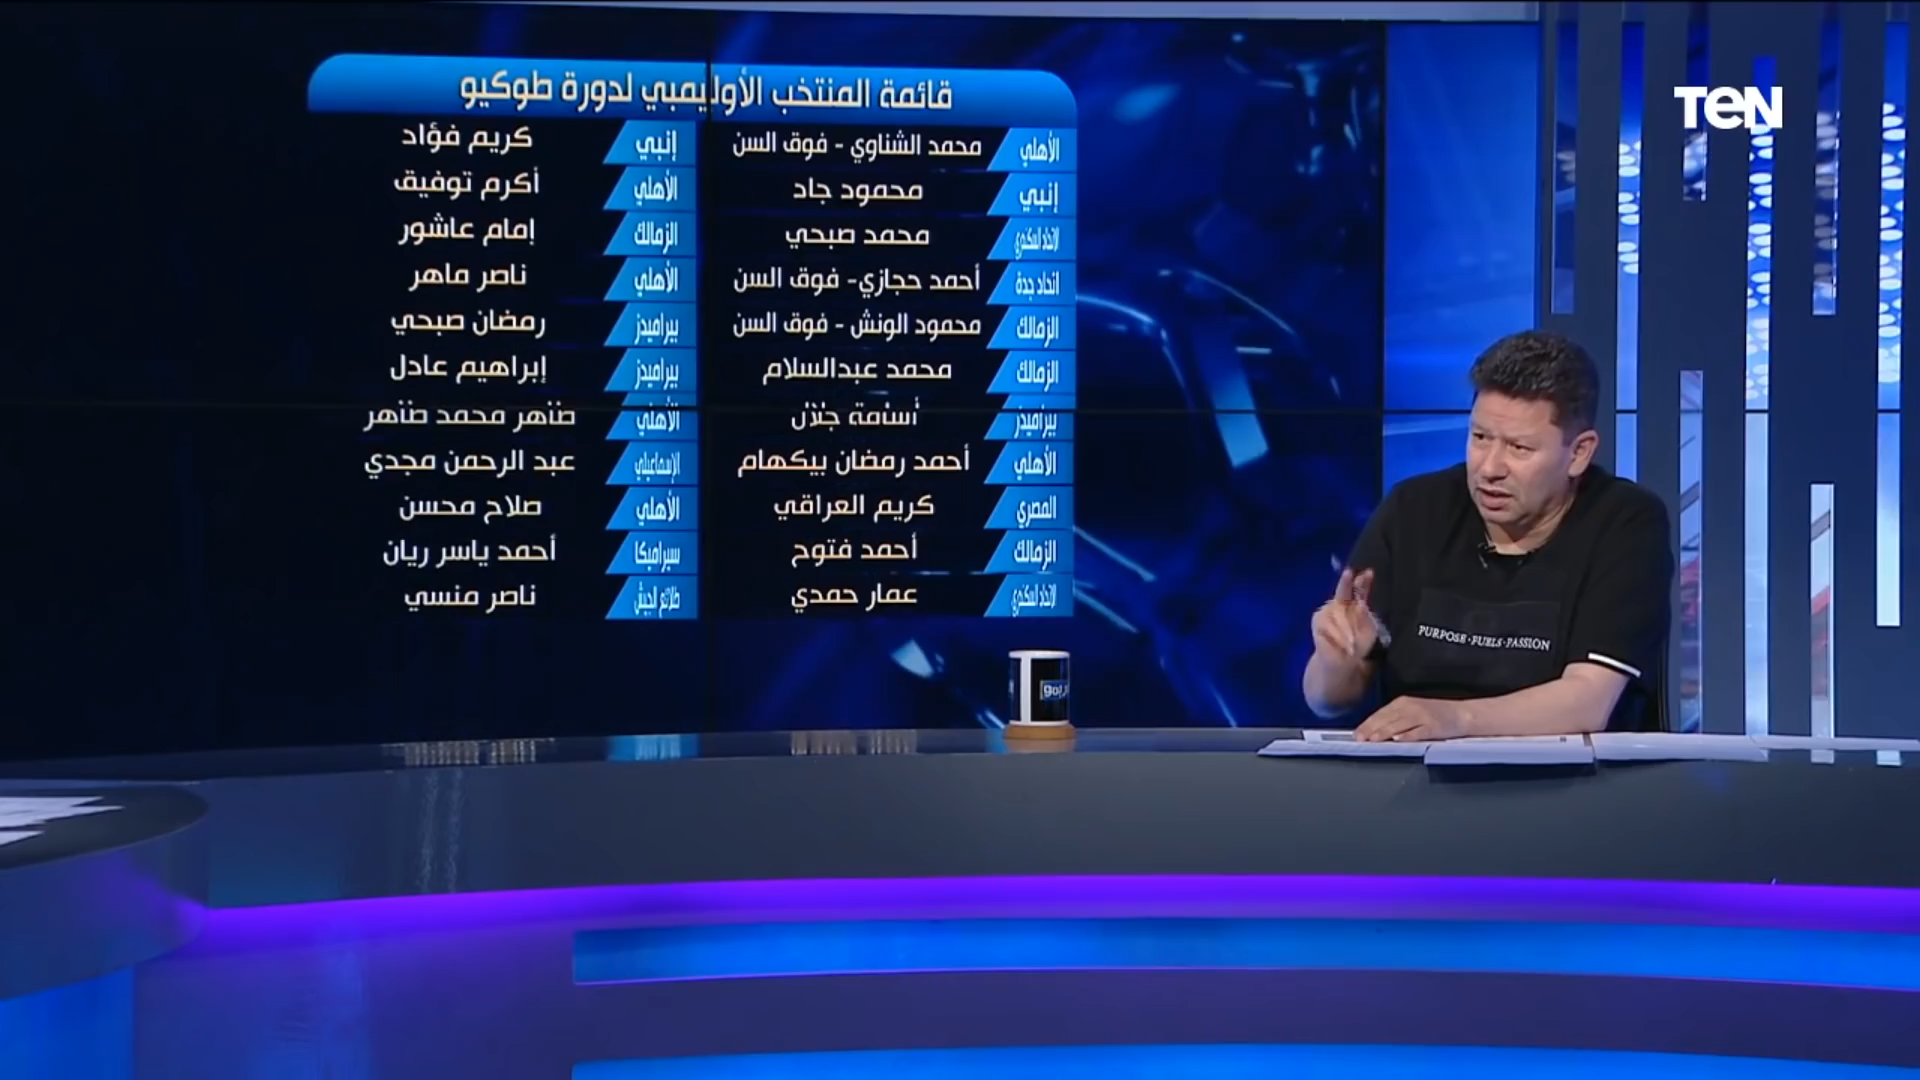 قائمة المنتخب الأوليمبي لدورة طوكيو
الأهلي محمد الشناوي - فوق السن
إنبي محمود جاد
الاتحاد السكندري محمد صبحي
اتحاد جدة أحمد حجازي- فوق السن
الزمالك محمود الونش - فوق السن
الزمالك محمد عبدالسلام
بيراميدز أسامة جلال
الأهلي أحمد رمضان بيكهام
المصري كريم العراقي
الزمالك أحمد فتوح
الاتحاد السكندري عمار حمدي
إنبي كريم فؤاد
الأهلي أكرم توفيق
الزمالك إمام عاشور
الأهلي ناصر ماهر
بيراميدز رمضان صبحي
بيراميدز إبراهيم عادل
الأهلي طاهر محمد طاهر
الإسماعيلي عبد الرحمن مجدي
الأهلي صلاح محسن
سيراميكا أحمد ياسر ريان
طلائع الجيش ناصر منسي
TeN
PURPOSE·FUELS·PASSION